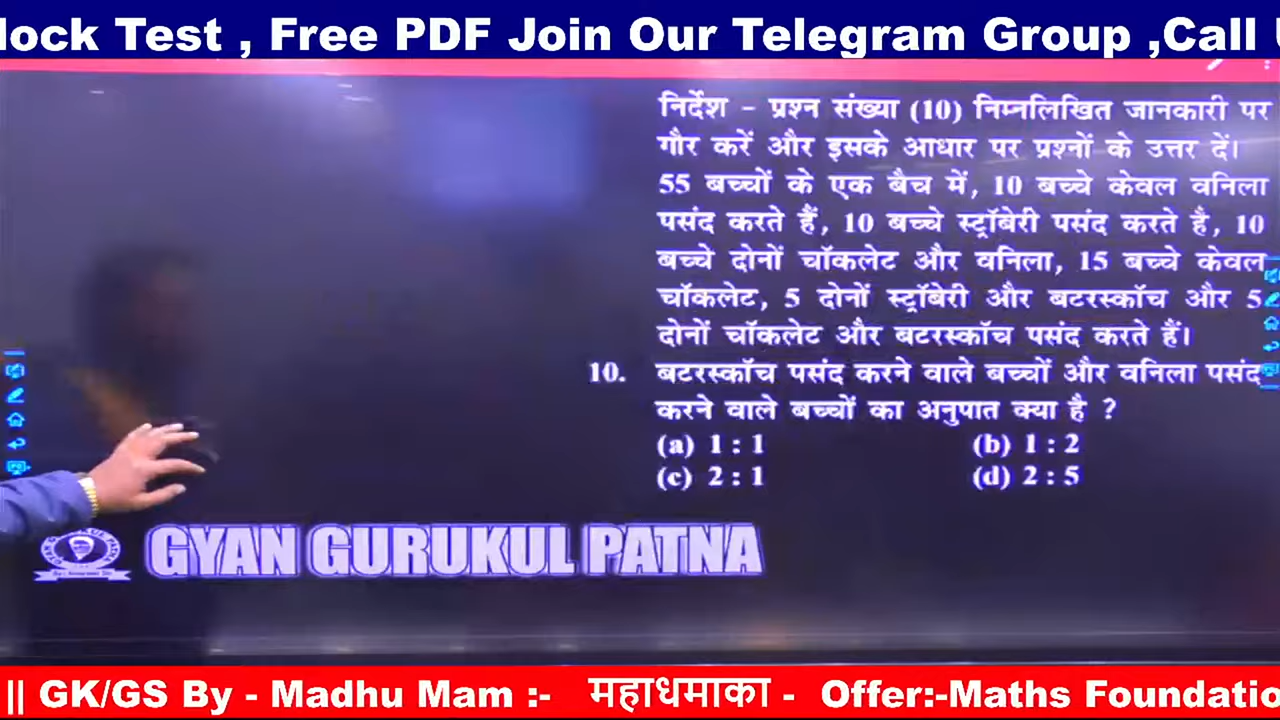 lock Test , Free PDF Join Our Telegram Group ,Call
निर्देश - प्रश्न संख्या (10) निम्नलिखित जानकारी पर
गौर करें और इसके आधार पर प्रश्नों के उत्तर दें।
55 बच्चों के एक बैच में, 10 बच्चे केवल वनिला
पसंद करते हैं, 10 बच्चे स्ट्रॉबेरी पसंद करते है, 10
बच्चे दोनों चॉकलेट और वनिला, 15 बच्चे केवल
चॉकलेट, 5 दोनों स्ट्रॉबेरी और बटरस्कॉच और 5
दोनों चॉकलेट और बटरस्कॉच पसंद करते हैं।
10. बटरस्कॉच पसंद करने वाले बच्चों और वनिला पसंद
करने वाले बच्चों का अनुपात क्या है ?
(a) 1 : 1 (b) 1 : 2
(c) 2 : 1 (d) 2 : 5
GYAN GURUKUL PATNA
|| GK/GS By - Madhu Mam :- महाधमाका - Offer:-Maths Foundatio